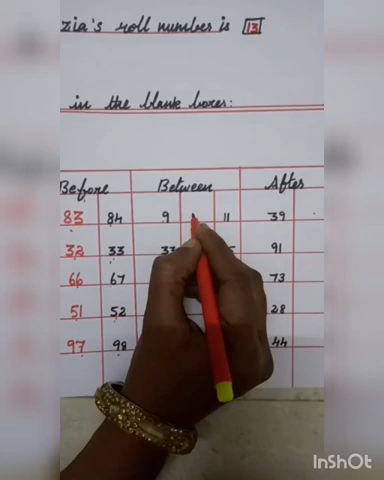 zia's roll number is 13
in the blank boxes:
Before Between After
83 84 9 11 39
32 33 33 91
66 67 73
51 52 28
97 98 44
InShOt